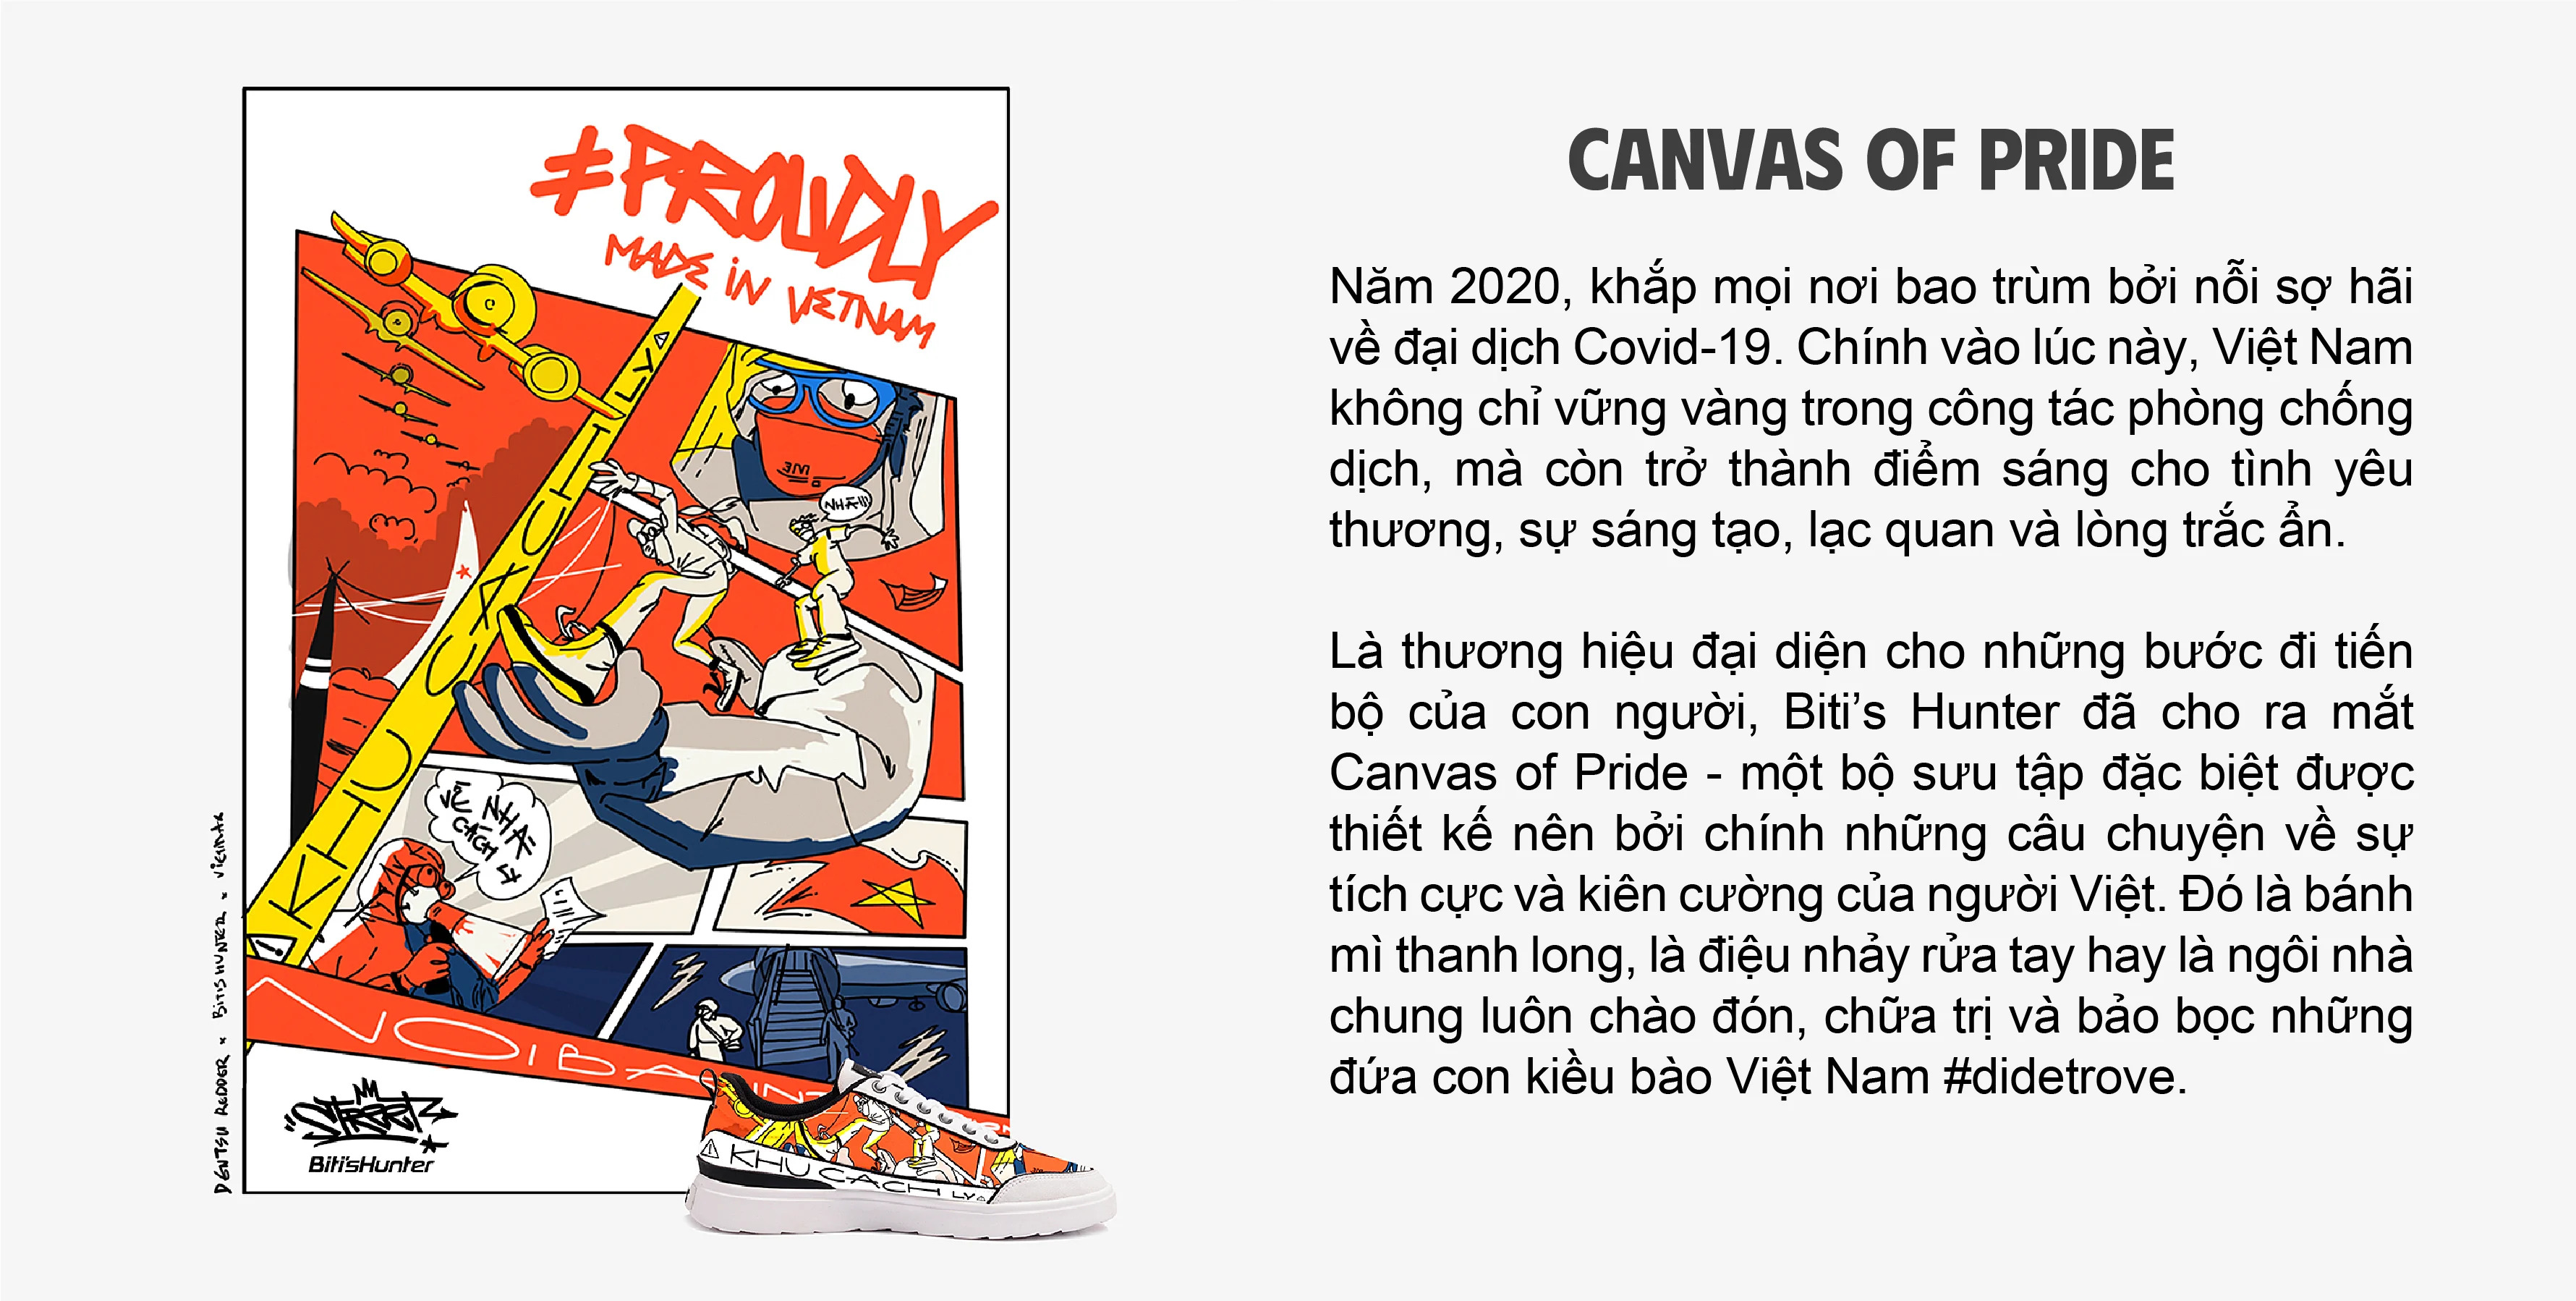 #PROUDLY
MADE IN VIETNAM
KHU CÁCH LY
NHÀ!!!
VỀ NHÀ
CÁCH LY
NOI BAI INT
STREET
Biti'sHunter
DENTSU REDDER x BITIS HUNTER x VIETMAX
KHU CACH LY
CANVAS OF PRIDE
Năm 2020, khắp mọi nơi bao trùm bởi nỗi sợ hãi
về đại dịch Covid-19. Chính vào lúc này, Việt Nam
không chỉ vững vàng trong công tác phòng chống
dịch, mà còn trở thành điểm sáng cho tình yêu
thương, sự sáng tạo, lạc quan và lòng trắc ẩn.
Là thương hiệu đại diện cho những bước đi tiến
bộ của con người, Biti’s Hunter đã cho ra mắt
Canvas of Pride - một bộ sưu tập đặc biệt được
thiết kế nên bởi chính những câu chuyện về sự
tích cực và kiên cường của người Việt. Đó là bánh
mì thanh long, là điệu nhảy rửa tay hay là ngôi nhà
chung luôn chào đón, chữa trị và bảo bọc những
đứa con kiều bào Việt Nam #didetrove.